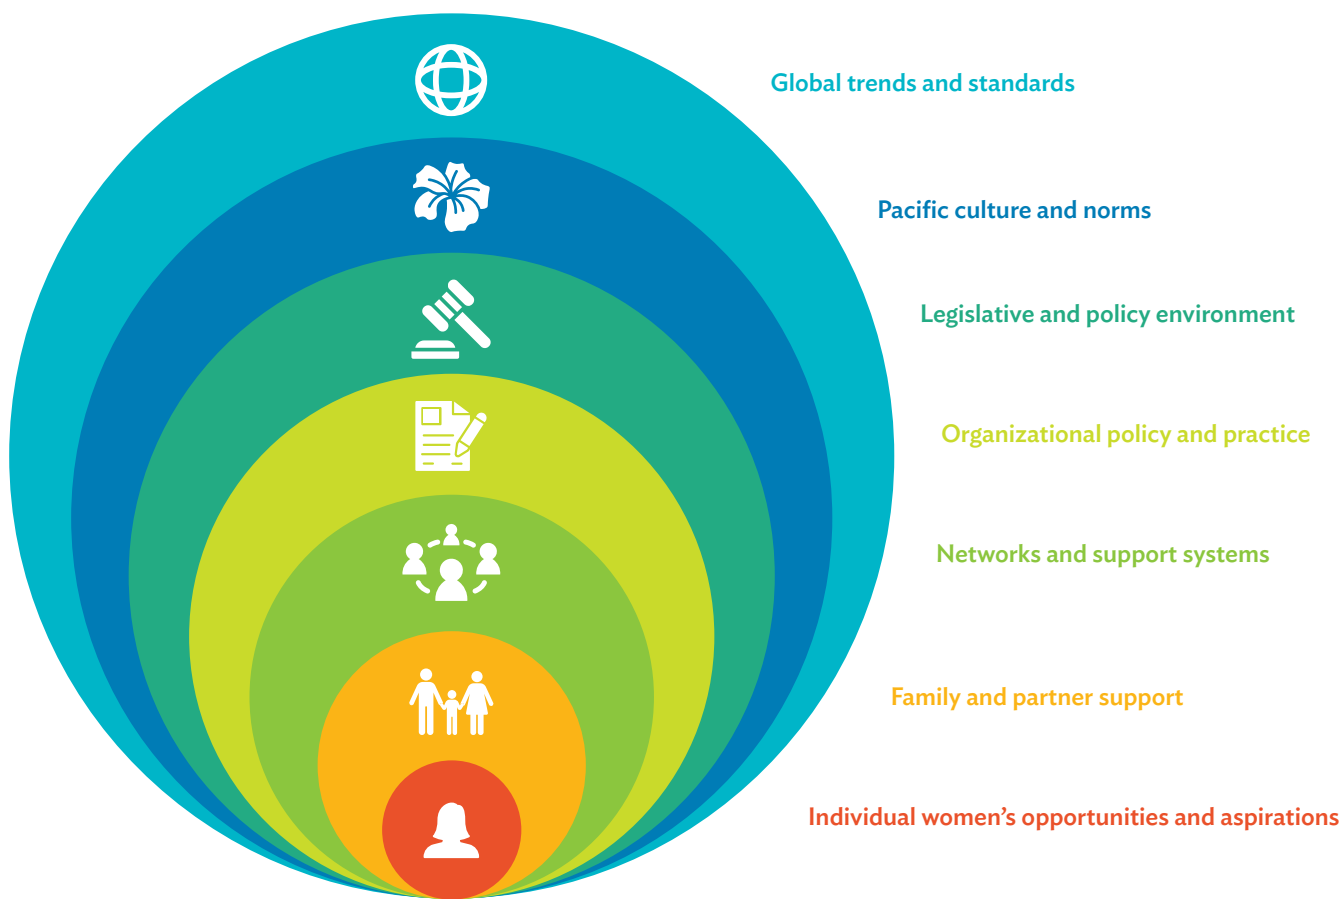 Global trends and standards
Pacific culture and norms
Legislative and policy environment
Organizational policy and practice
Networks and support systems
Family and partner support
Individual women’s opportunities and aspirations